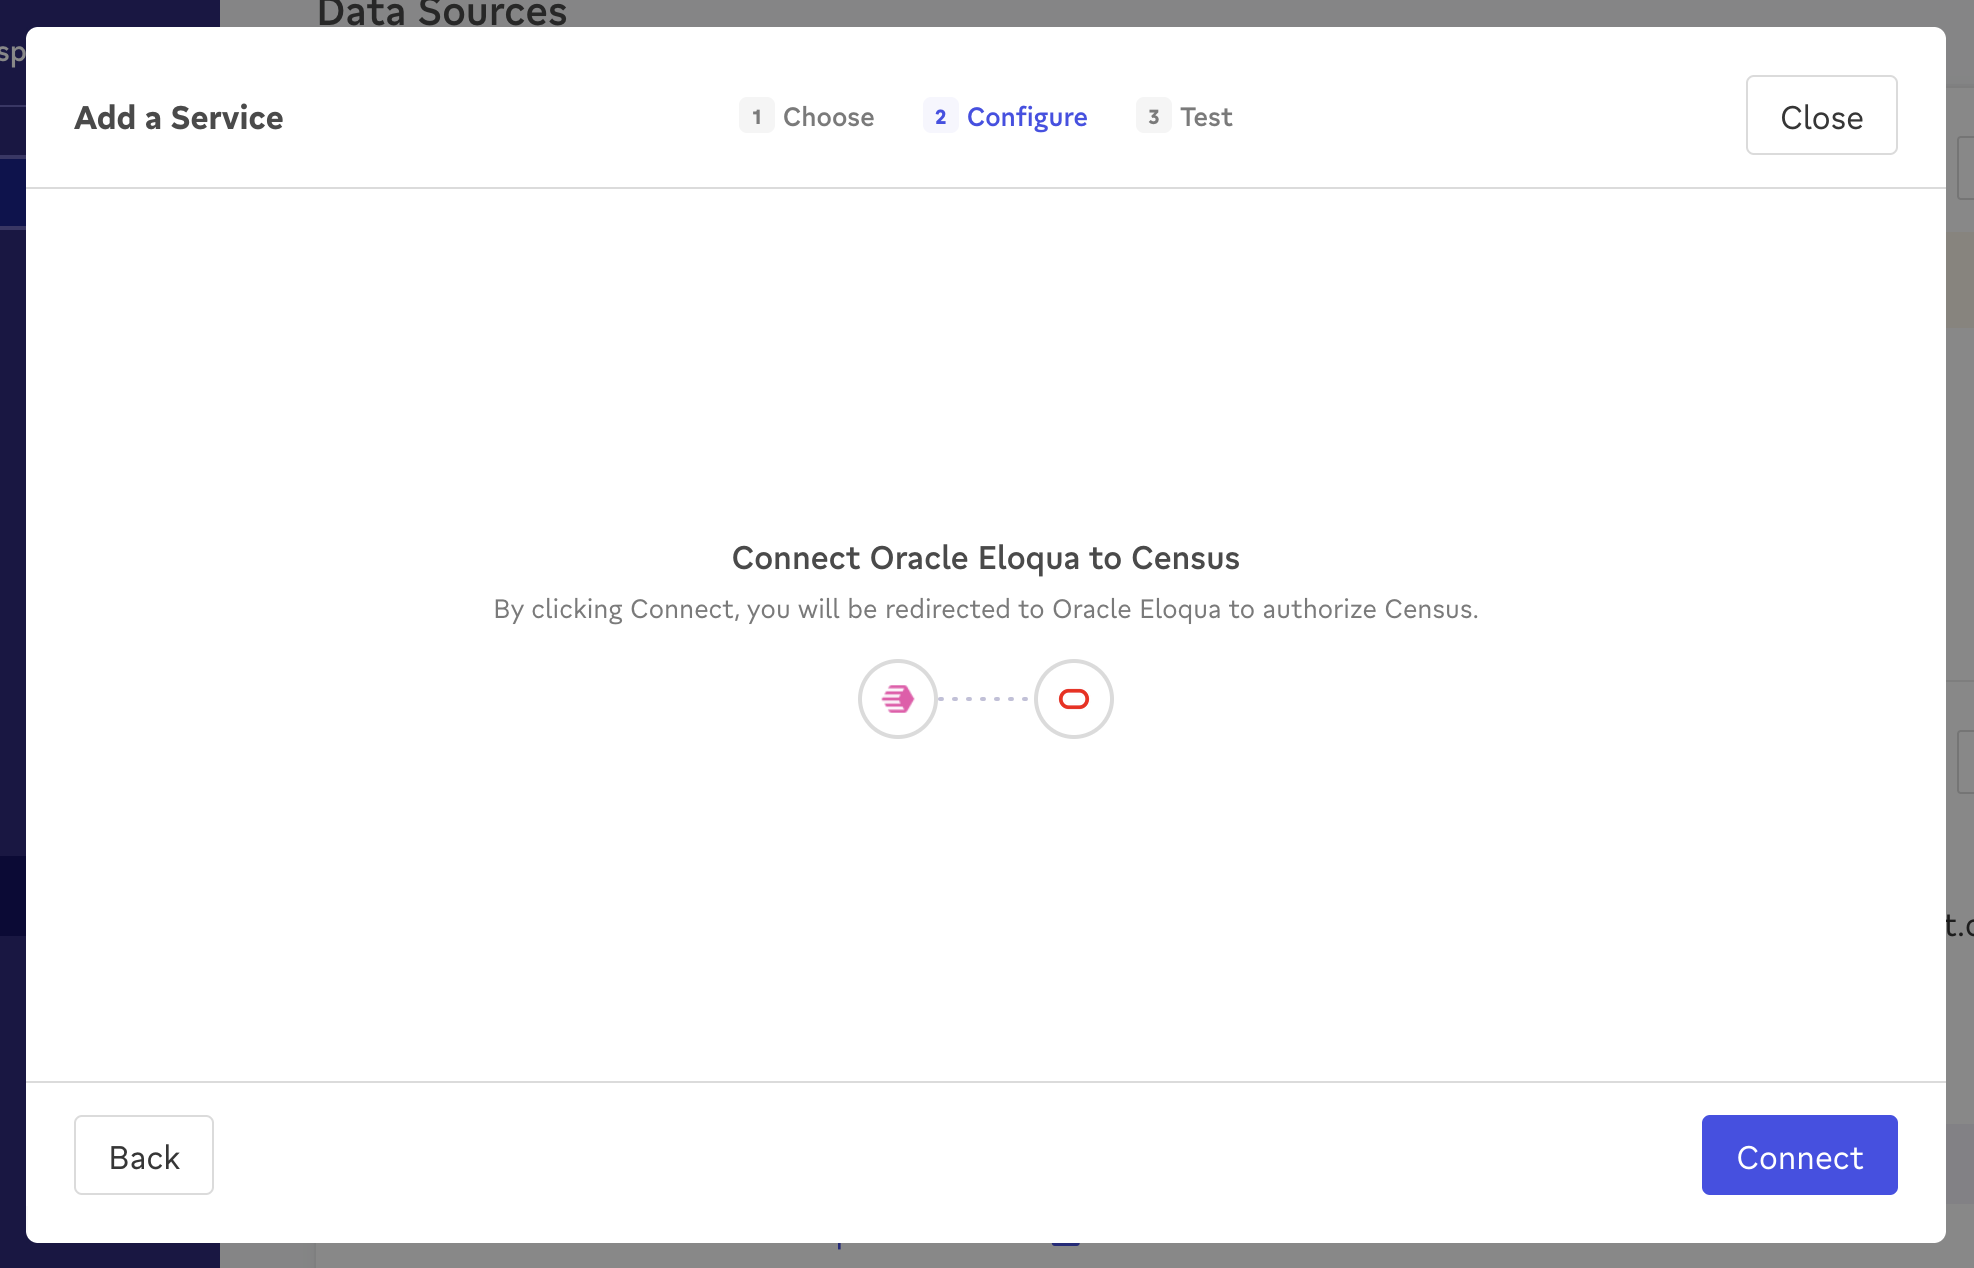 Data Sources
sp
Add a Service
1 Choose
2 Configure
3 Test
Close
Connect Oracle Eloqua to Census
By clicking Connect, you will be redirected to Oracle Eloqua to authorize Census.
Back
Connect